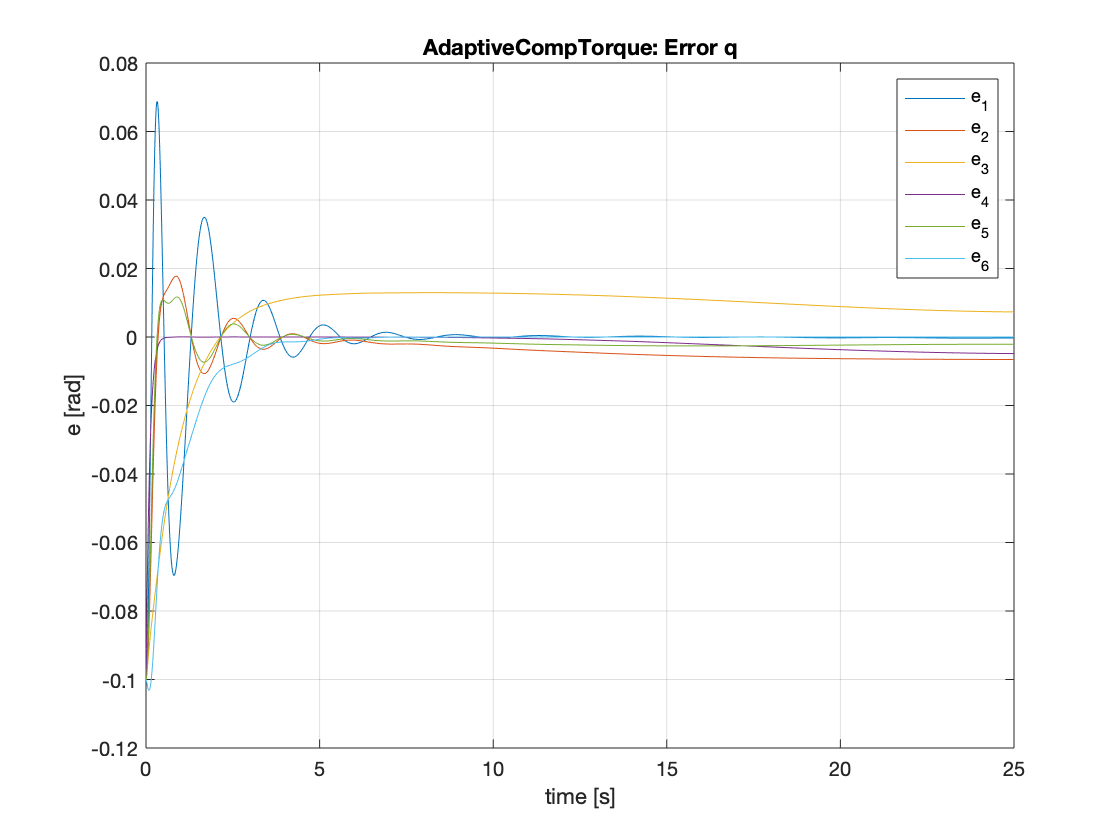 AdaptiveCompTorque: Error q
0.08
0.06
0.04
0.02
0
-0.02
-0.04
-0.06
-0.08
-0.1
-0.12
e [rad]
e1
e2
e3
e4
e5
e6
0 5 10 15 20 25
time [s]